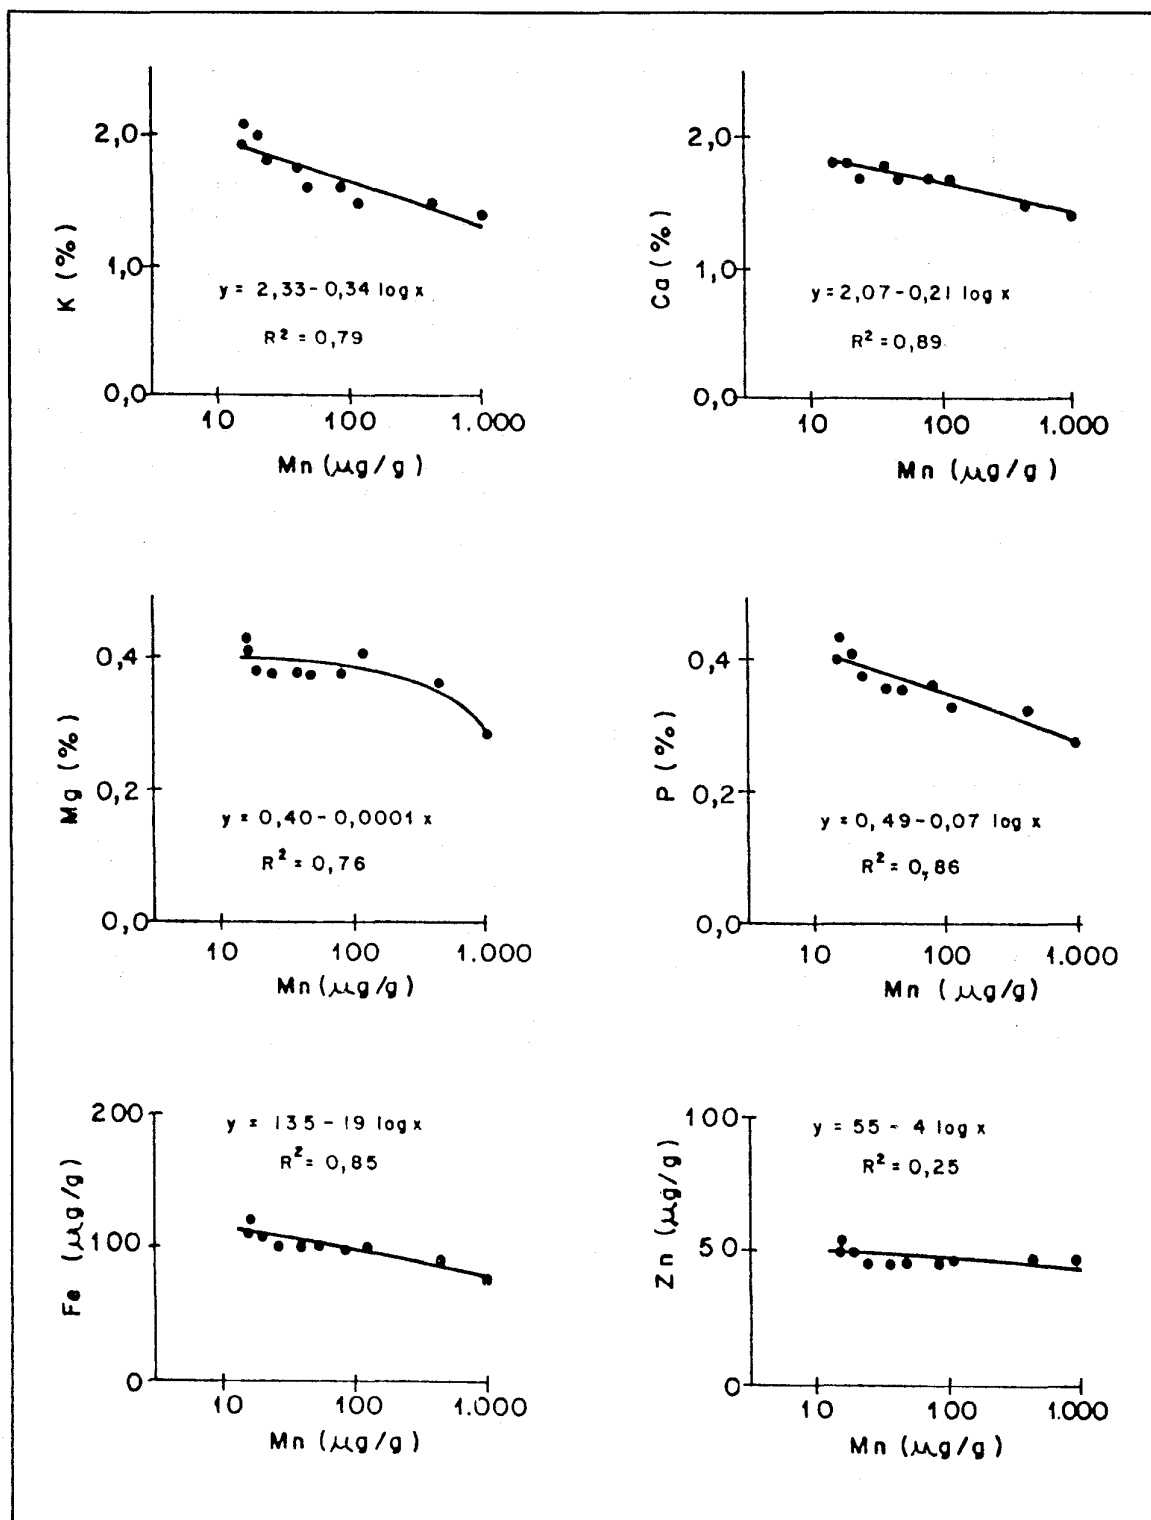 2,0
1,0
0,0
K (%)
y = 2,33-0,34 log x
R² = 0,79
10 100 1.000
Mn (μg/g)
2,0
1,0
0,0
Ca (%)
y = 2,07-0,21 log x
R² = 0,89
10 100 1.000
Mn (μg/g)
0,4
0,2
0,0
Mg (%)
y = 0,40-0,0001 x
R² = 0,76
10 100 1.000
Mn (μg/g)
0,4
0,2
0,0
P (%)
y = 0,49-0,07 log x
R² = 0,86
10 100 1.000
Mn (μg/g)
200
100
0
Fe (μg/g)
y = 135-19 log x
R² = 0,85
10 100 1.000
Mn (μg/g)
100
50
0
Zn (μg/g)
y = 55 - 4 log x
R² = 0,25
10 100 1.000
Mn (μg/g)